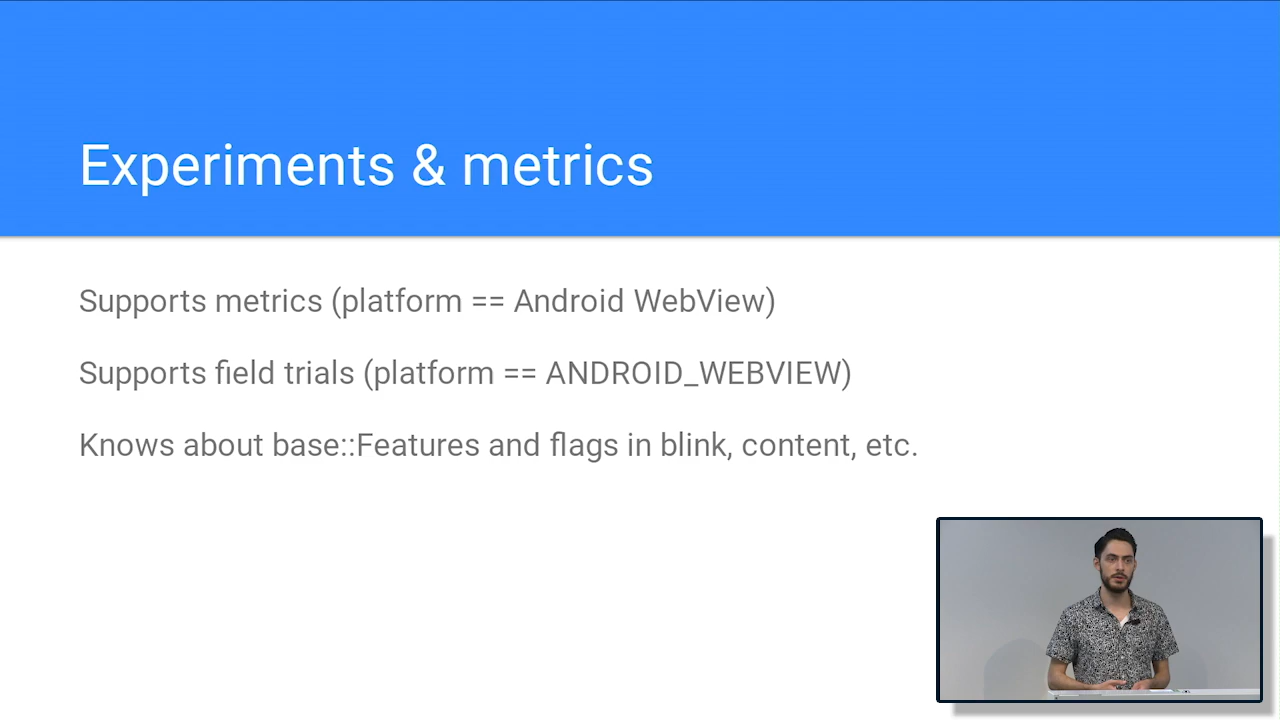 Experiments & metrics
Supports metrics (platform == Android WebView)
Supports field trials (platform == ANDROID_WEBVIEW)
Knows about base::Features and flags in blink, content, etc.